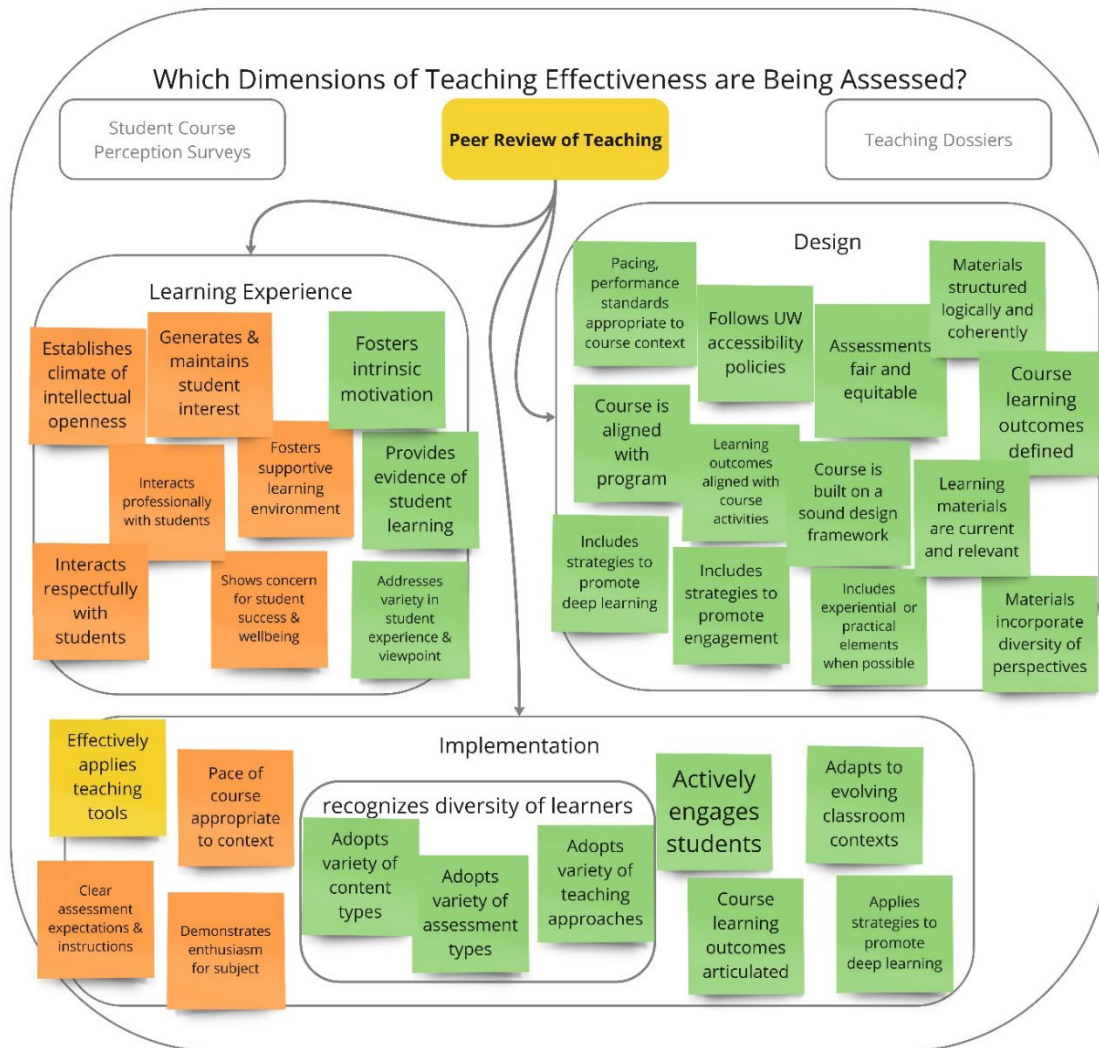 Which Dimensions of Teaching Effectiveness are Being Assessed?
Student Course
Perception Surveys
Peer Review of Teaching
Teaching Dossiers
Learning Experience
Establishes
climate of
intellectual
openness
Generates &
maintains
student
interest
Fosters
intrinsic
motivation
Interacts
professionally
with students
Fosters
supportive
learning
environment
Provides
evidence of
student
learning
Interacts
respectfully
with
students
Shows concern
for student
success &
wellbeing
Addresses
variety in
student
experience &
viewpoint
Design
Pacing,
performance
standards
appropriate to
course context
Follows UW
accessibility
policies
Assessments
fair and
equitable
Materials
structured
logically and
coherently
Course is
aligned
with
program
Learning
outcomes
aligned with
course
activities
Course is
built on a
sound design
framework
Learning
materials
are current
and relevant
Course
learning
outcomes
defined
Includes
strategies to
promote
deep learning
Includes
strategies to
promote
engagement
Includes
experiential or
practical
elements
when possible
Materials
incorporate
diversity of
perspectives
Implementation
Effectively
applies
teaching
tools
Pace of
course
appropriate
to context
Clear
assessment
expectations &
instructions
Demonstrates
enthusiasm
for subject
recognizes diversity of learners
Adopts
variety of
content
types
Adopts
variety of
assessment
types
Adopts
variety of
teaching
approaches
Actively
engages
students
Adapts to
evolving
classroom
contexts
Course
learning
outcomes
articulated
Applies
strategies to
promote
deep learning